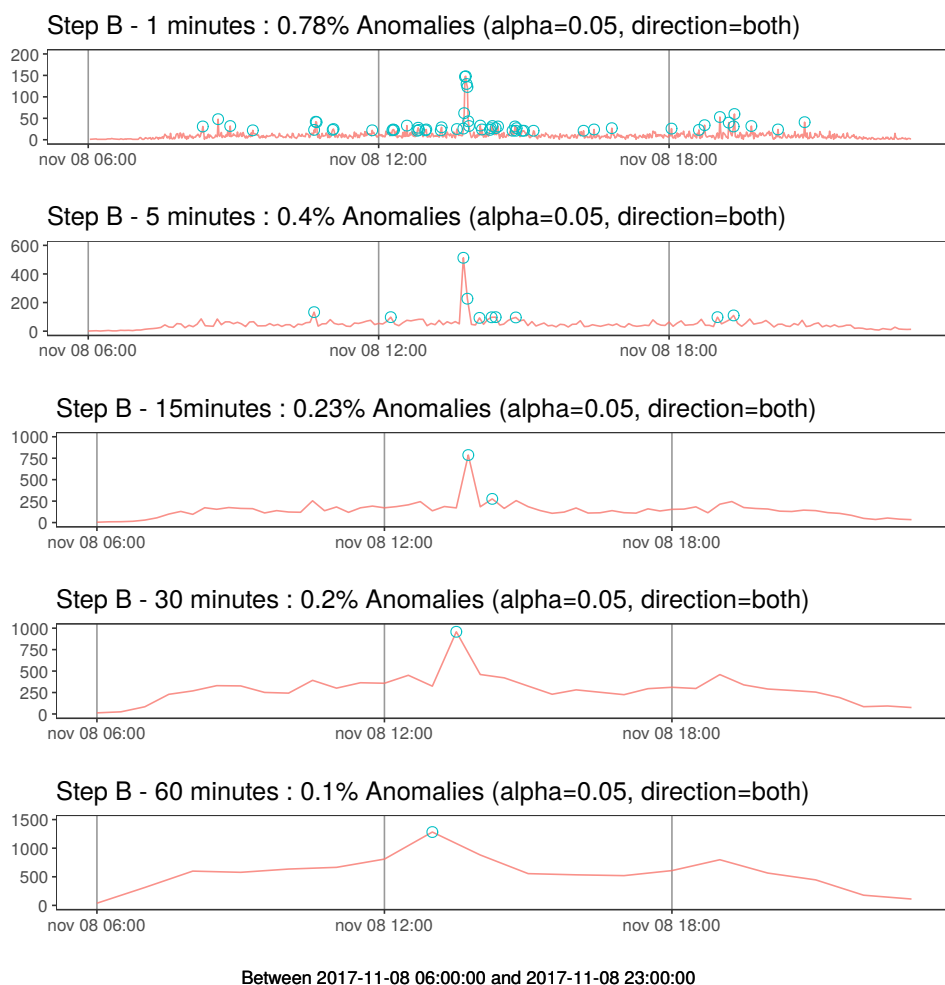 Step B - 1 minutes : 0.78% Anomalies (alpha=0.05, direction=both)
200
150
100
50
0
nov 08 06:00 nov 08 12:00 nov 08 18:00
Step B - 5 minutes : 0.4% Anomalies (alpha=0.05, direction=both)
600
400
200
0
nov 08 06:00 nov 08 12:00 nov 08 18:00
Step B - 15minutes : 0.23% Anomalies (alpha=0.05, direction=both)
1000
750
500
250
0
nov 08 06:00 nov 08 12:00 nov 08 18:00
Step B - 30 minutes : 0.2% Anomalies (alpha=0.05, direction=both)
1000
750
500
250
0
nov 08 06:00 nov 08 12:00 nov 08 18:00
Step B - 60 minutes : 0.1% Anomalies (alpha=0.05, direction=both)
1500
1000
500
0
nov 08 06:00 nov 08 12:00 nov 08 18:00
Between 2017-11-08 06:00:00 and 2017-11-08 23:00:00